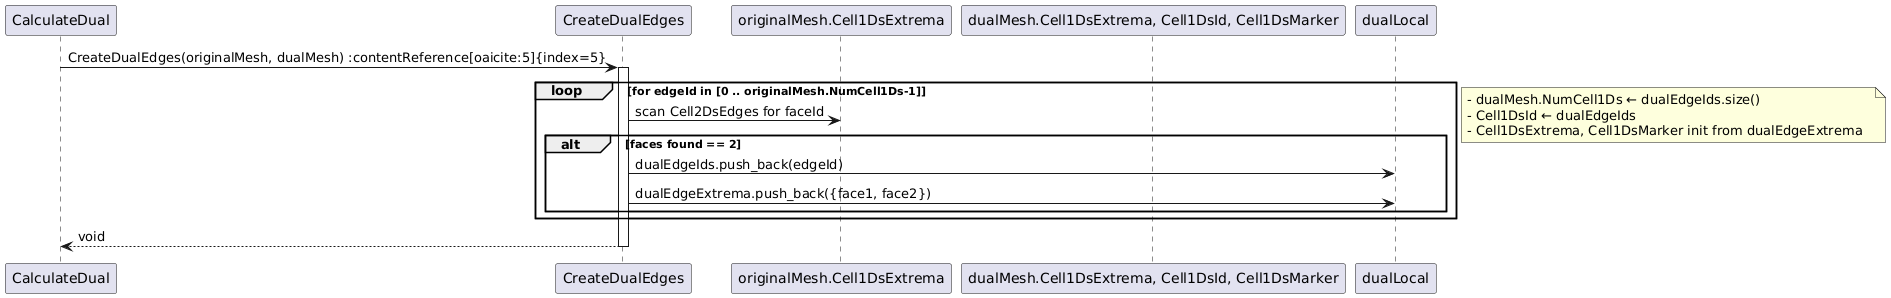 CalculateDual
CreateDualEdges
originalMesh.Cell1DsExtrema
dualMesh.Cell1DsExtrema, Cell1DsId, Cell1DsMarker
dualLocal
CreateDualEdges(originalMesh, dualMesh) :contentReference[oaicite:5]{index=5}
loop
[for edgeId in [0 .. originalMesh.NumCell1Ds-1]]
- dualMesh.NumCell1Ds ← dualEdgeIds.size()
- Cell1DsId ← dualEdgeIds
- Cell1DsExtrema, Cell1DsMarker init from dualEdgeExtrema
scan Cell2DsEdges for faceId
alt
[faces found == 2]
dualEdgeIds.push_back(edgeId)
dualEdgeExtrema.push_back({face1, face2})
void
CalculateDual
CreateDualEdges
originalMesh.Cell1DsExtrema
dualMesh.Cell1DsExtrema, Cell1DsId, Cell1DsMarker
dualLocal